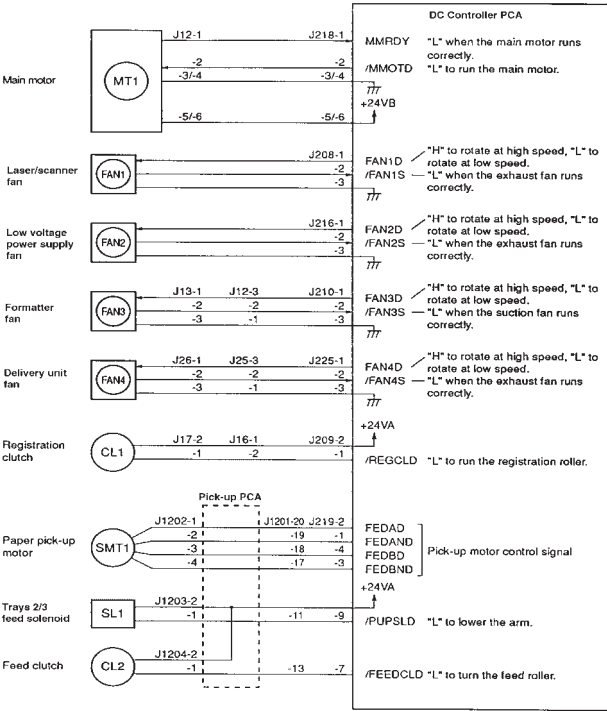 DC Controller PCA
J12-1 J218-1 MMRDY "L" when the main motor runs
correctly.
-2 -2 /MMOTD "L" to run the main motor.
Main motor MT1 -3/-4 -3/-4
+24VB
-5/-6 -5/-6
J208-1 FAN1D "H" to rotate at high speed, "L" to
rotate at low speed.
Laser/scanner
fan
FAN1 -2 /FAN1S "L" when the exhaust fan runs
correctly.
-3
J216-1 FAN2D "H" to rotate at high speed, "L" to
rotate at low speed.
Low voltage
power supply
fan
FAN2 -2 /FAN2S "L" when the exhaust fan runs
correctly.
-3
J13-1 J12-3 J210-1 FAN3D "H" to rotate at high speed, "L" to
rotate at low speed.
Formatter
fan
FAN3 -2 -2 -2 /FAN3S "L" when the suction fan runs
correctly.
-3 -1 -3
J26-1 J25-3 J225-1 FAN4D "H" to rotate at high speed, "L" to
rotate at low speed.
Delivery unit
fan
FAN4 -2 -2 -2 /FAN4S "L" when the exhaust fan runs
correctly.
-3 -1 -3
+24VA
Registration
clutch
CL1 J17-2 J16-1 J209-2
-1 -2 -1 /REGCLD "L" to run the registration roller.
Pick-up PCA
Paper pick-up
motor
SMT1 J1202-1 J1201-20 J219-2 FEDAD
-2 -19 -1 FEDAND
-3 -18 -4 FEDBD
-4 -17 -3 FEDBND
Pick-up motor control signal
+24VA
Trays 2/3
feed solenoid
SL1 J1203-2
-1 -11 -9 /PUPSLD "L" to lower the arm.
Feed clutch CL2 J1204-2
-1 -13 -7 /FEEDCLD "L" to turn the feed roller.